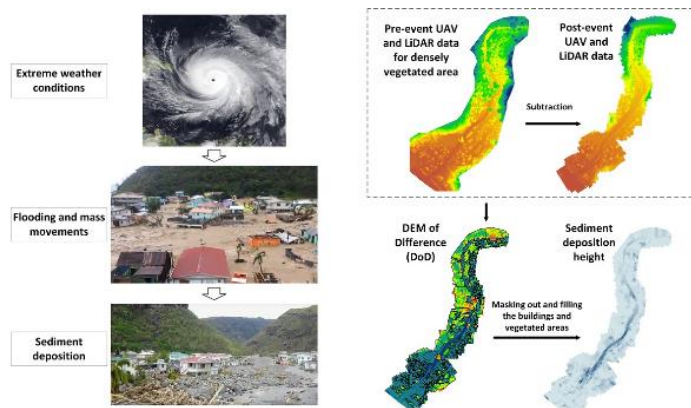 Extreme weather
conditions
Flooding and mass
movements
Sediment
deposition
Pre-event UAV
and LiDAR data
for densely
vegetated area
Post-event
UAV and
LiDAR data
Subtraction
DEM of
Difference
(DoD)
Sediment
deposition
height
Masking out and filling
the buildings and
vegetated areas